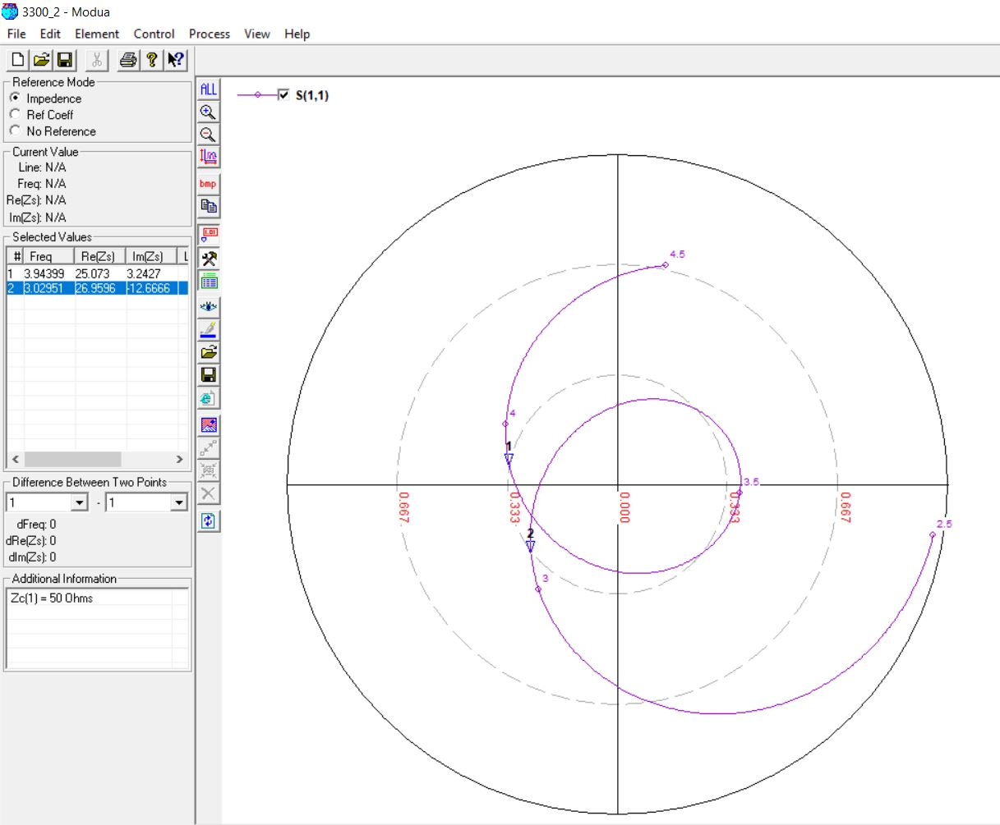 3300_2 - Modua
File Edit Element Control Process View Help
Reference Mode
Impedence
Ref Coeff
No Reference
Current Value
Line: N/A
Freq: N/A
Re(Zs): N/A
Im(Zs): N/A
Selected Values
# Freq Re(Zs) Im(Zs) L
1 3.94399 25.073 3.2427
2 3.02951 26.9596 -12.6666
Difference Between Two Points
1 - 1
dFreq: 0
dRe(Zs): 0
dIm(Zs): 0
Additional Information
Zc(1) = 50 Ohms
ALL
1.01
bmp
S(1,1)
4.5
4
1
3.5
0.667 0.333 0.000 0.333 0.667
2.5
2
3